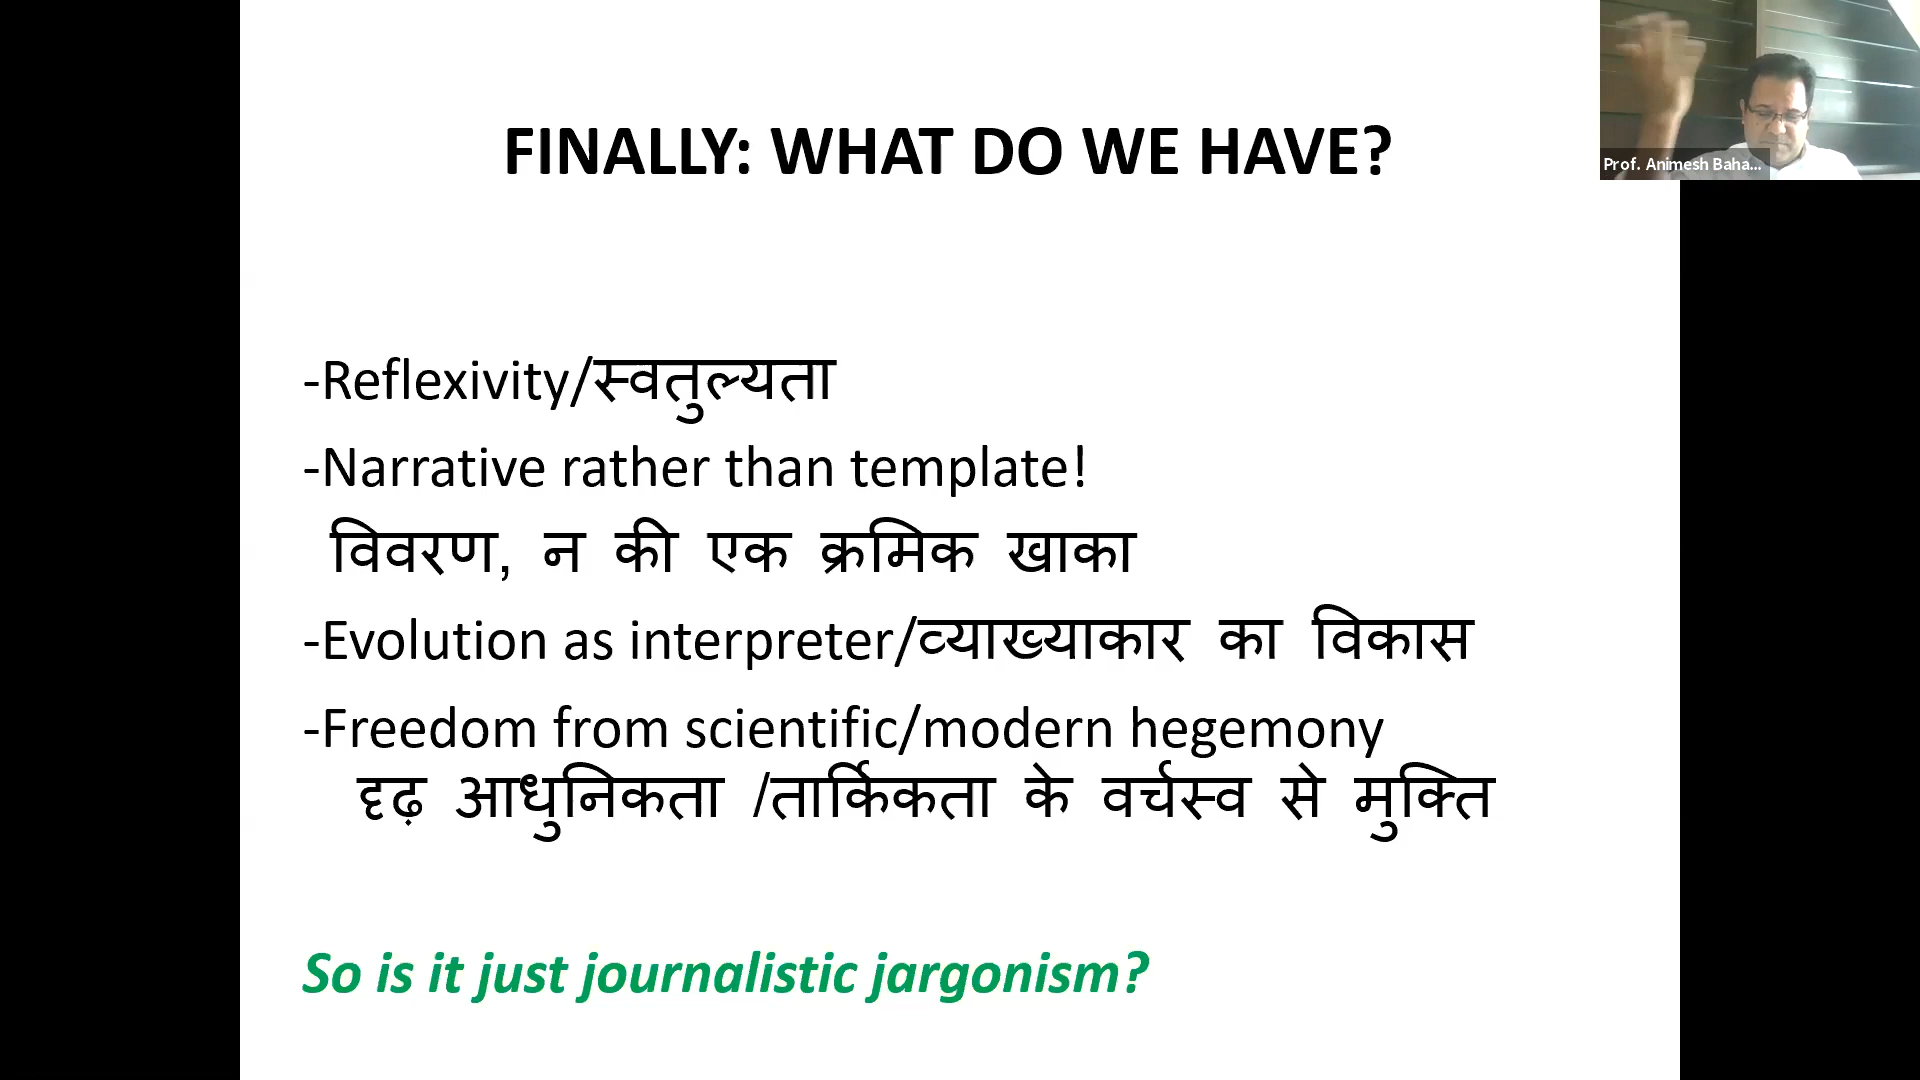 FINALLY: WHAT DO WE HAVE?
Prof. Animesh Baha...
-Reflexivity/स्वतुल्यता
-Narrative rather than template!
विवरण, न की एक क्रमिक खाका
-Evolution as interpreter/व्याख्याकार का विकास
-Freedom from scientific/modern hegemony
दृढ़ आधुनिकता /तार्किकता के वर्चस्व से मुक्ति
So is it just journalistic jargonism?